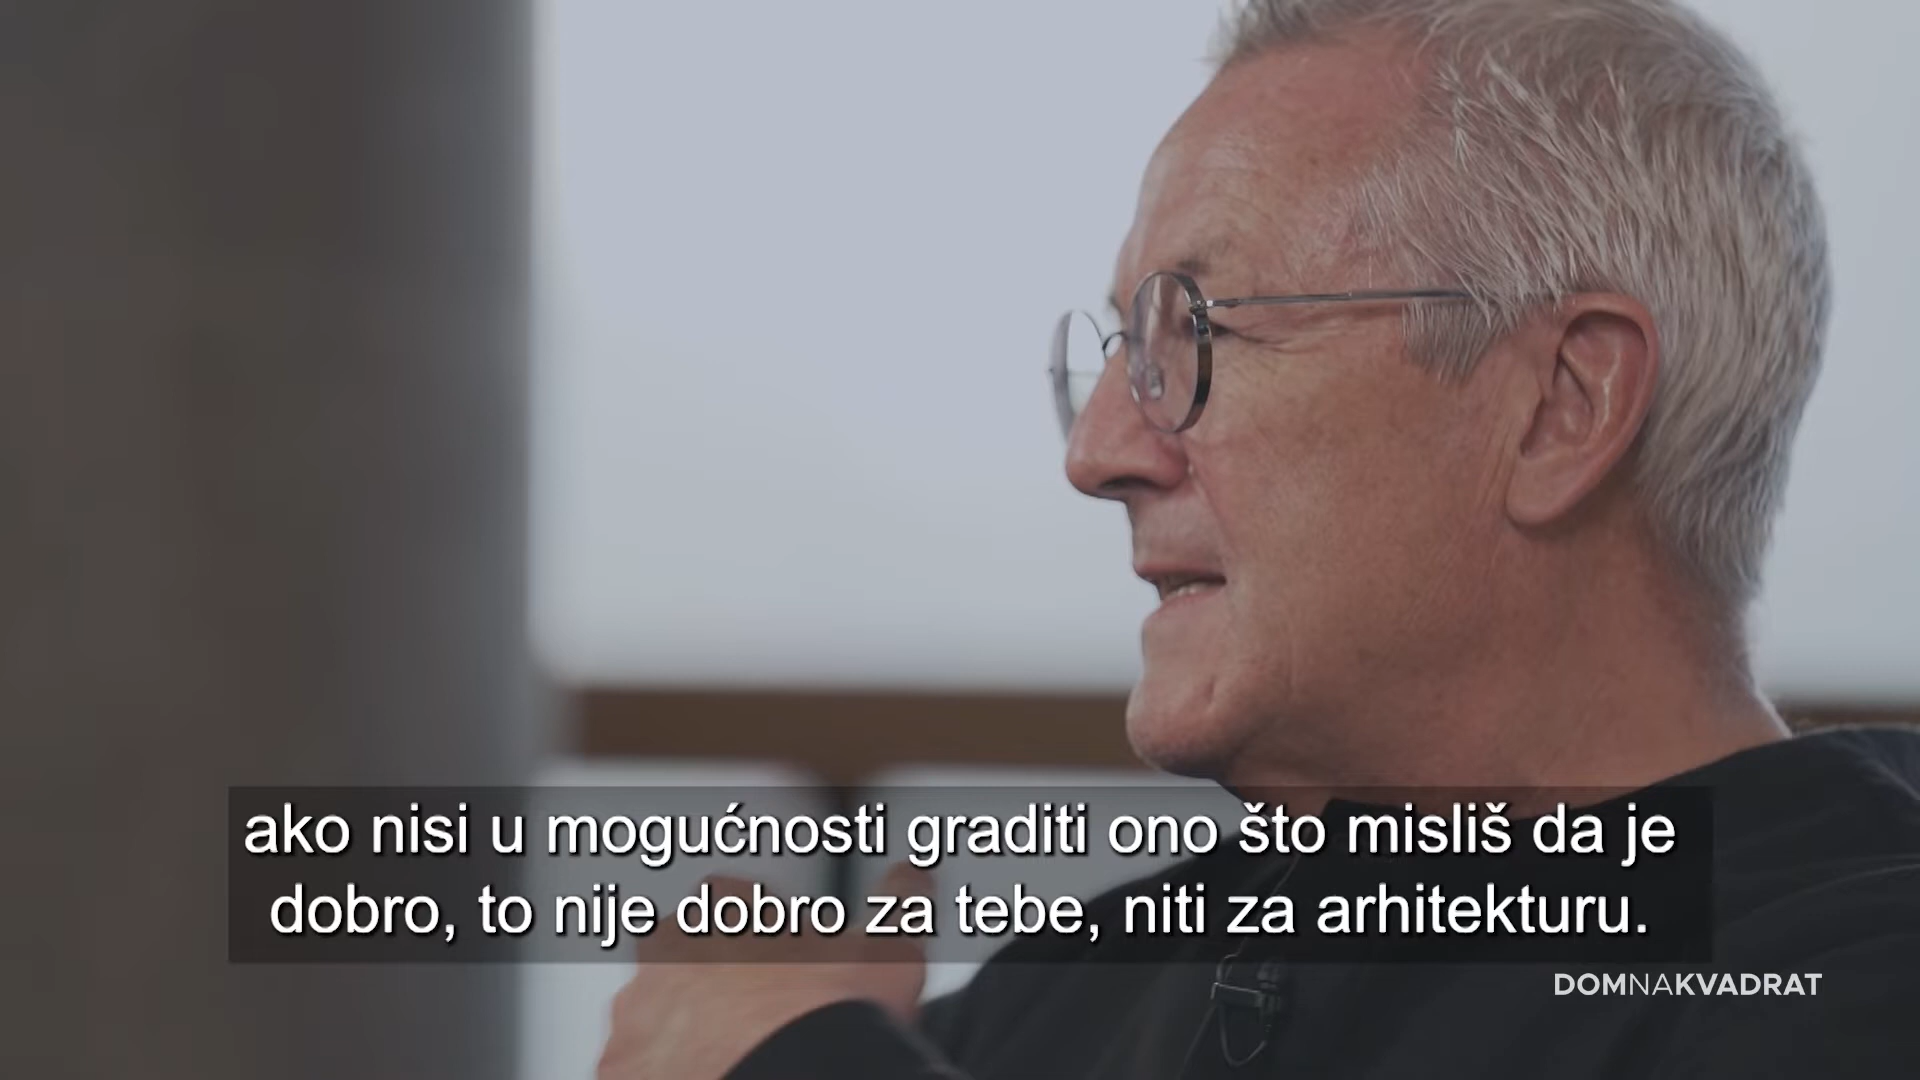 ako nisi u mogućnosti graditi ono što misliš da je
dobro, to nije dobro za tebe, niti za arhitekturu.
DOMNAKVADRAT